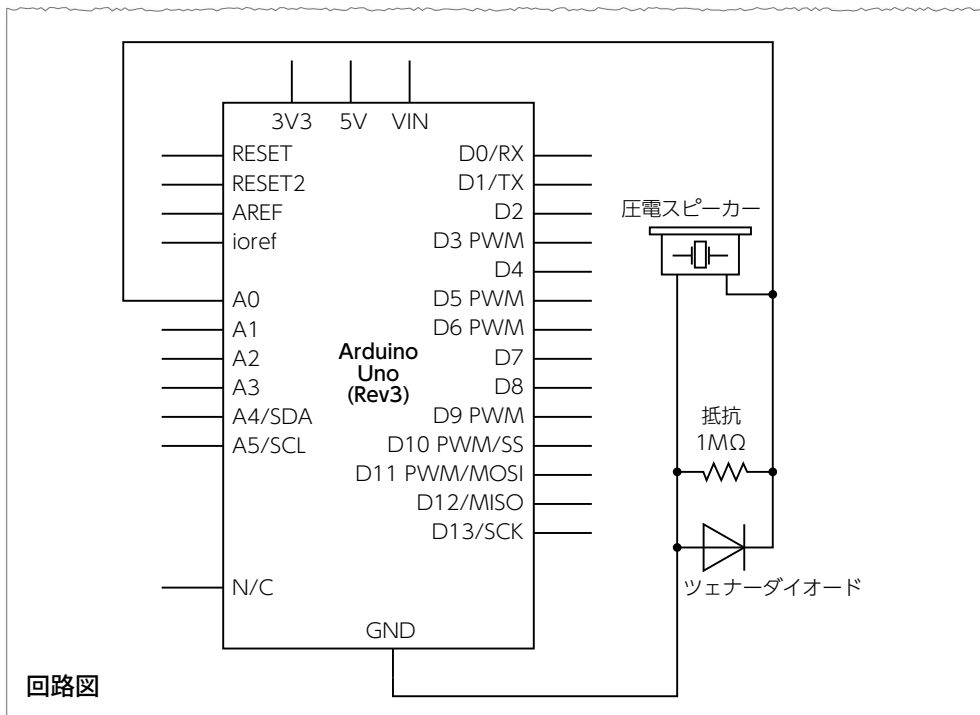 3V3 5V VIN
RESET
RESET2
AREF
ioref
A0
A1
A2
A3
A4/SDA
A5/SCL
N/C
Arduino
Uno
(Rev3)
D0/RX
D1/TX
D2
D3 PWM
D4
D5 PWM
D6 PWM
D7
D8
D9 PWM
D10 PWM/SS
D11 PWM/MOSI
D12/MISO
D13/SCK
GND
圧電スピーカー
抵抗
1MΩ
ツェナーダイオード
回路図